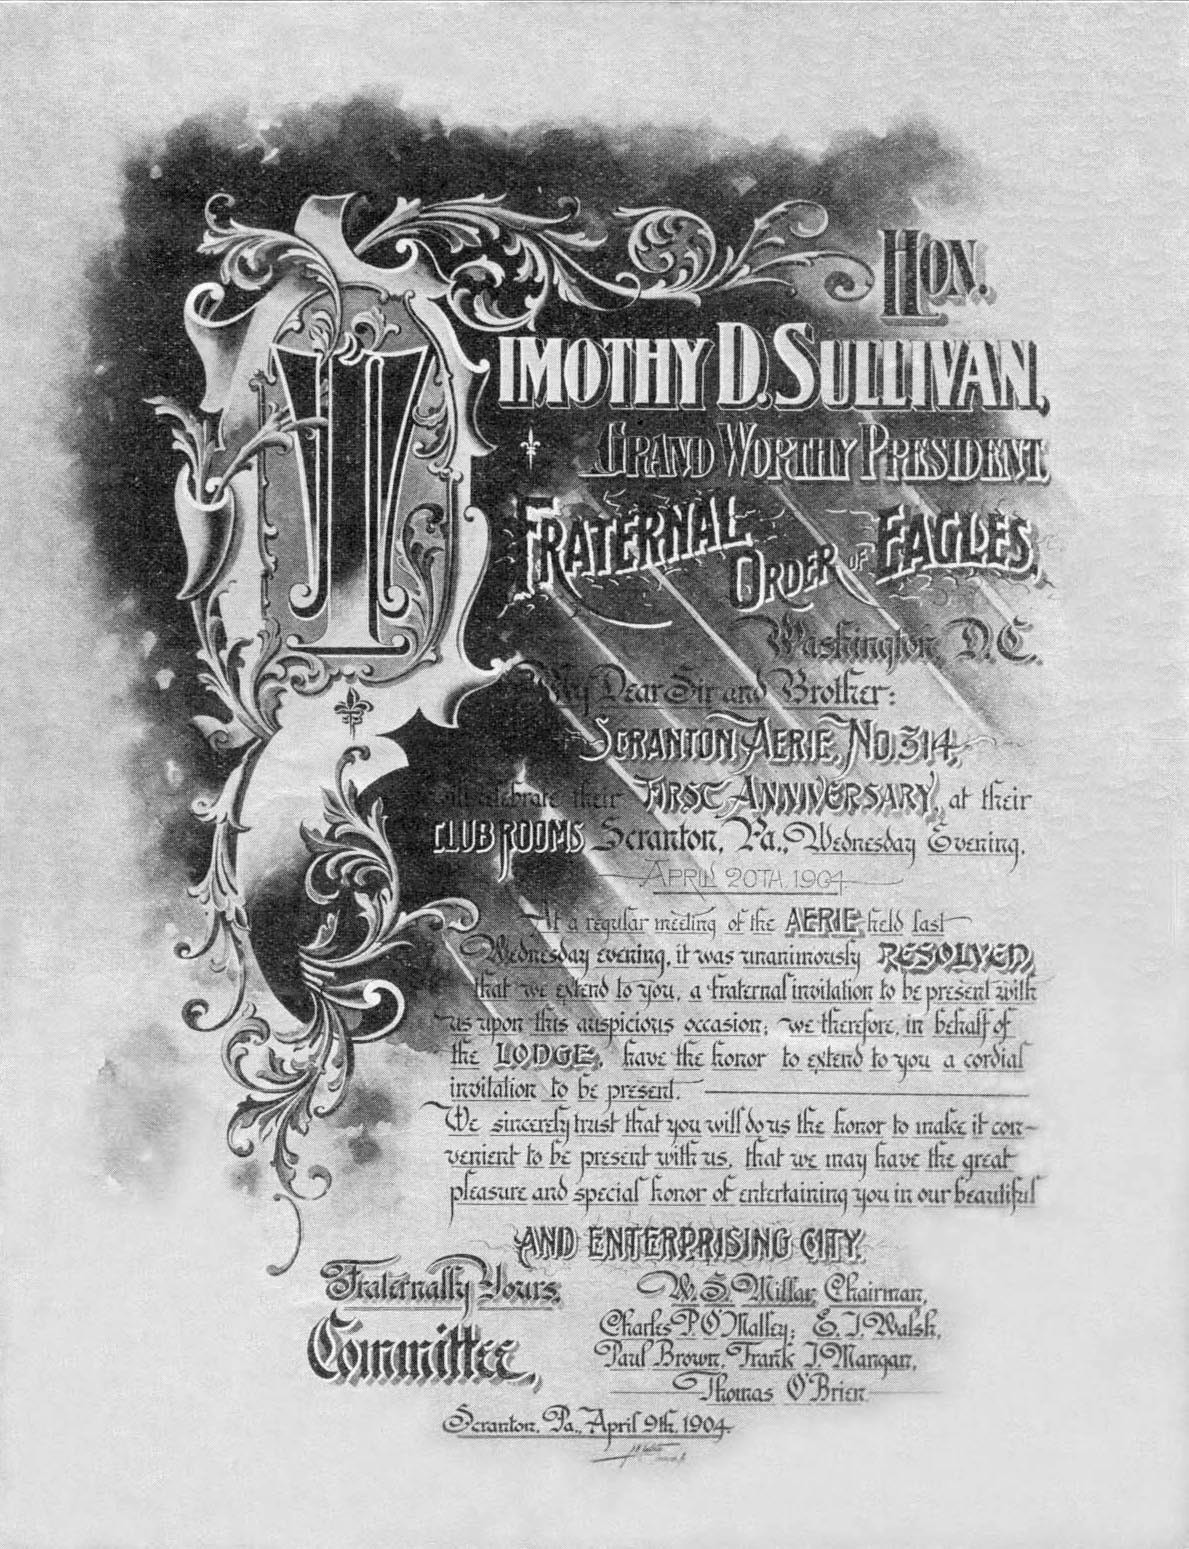 HON.
TIMOTHY D. SULLIVAN,
GRAND WORTHY PRESIDENT
FRATERNAL ORDER OF EAGLES,
Washington, D.C.
My Dear Sir and Brother:
SCRANTON AERIE, NO. 314,
will celebrate their FIRST ANNIVERSARY, at their
CLUB ROOMS Scranton, Pa., Wednesday Evening,
APRIL 20TH, 1904
At a regular meeting of the AERIE, held last
Wednesday evening, it was unanimously RESOLVED,
that we extend to you, a fraternal invitation to be present with
us upon this auspicious occasion; we therefore, in behalf of
the LODGE, have the honor to extend to you a cordial
invitation to be present.
We sincerely trust that you will do us the honor to make it con-
venient to be present with us, that we may have the great
pleasure and special honor of entertaining you in our beautiful
AND ENTERPRISING CITY.
Fraternally Yours,
Committee,
W. S. Millar, Chairman,
Charles P. O'Malley, E. J. Walsh,
Paul Brown, Frank J. Mangan,
Thomas O'Brien
Scranton, Pa., April 9th, 1904.